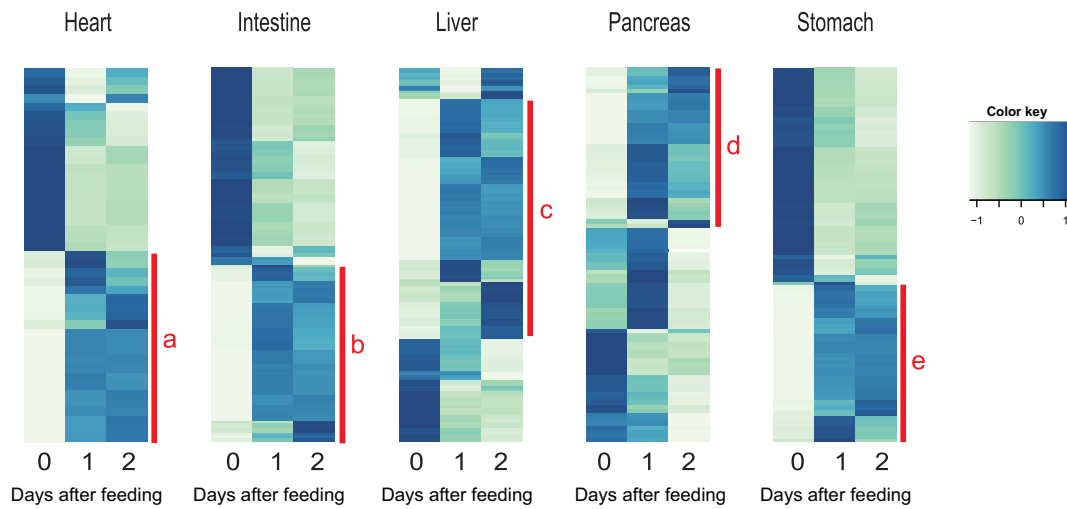 Heart Intestine Liver Pancreas Stomach
Color key
−1 0 1
a
b
c
d
e
0 1 2 0 1 2 0 1 2 0 1 2 0 1 2
Days after feeding Days after feeding Days after feeding Days after feeding Days after feeding